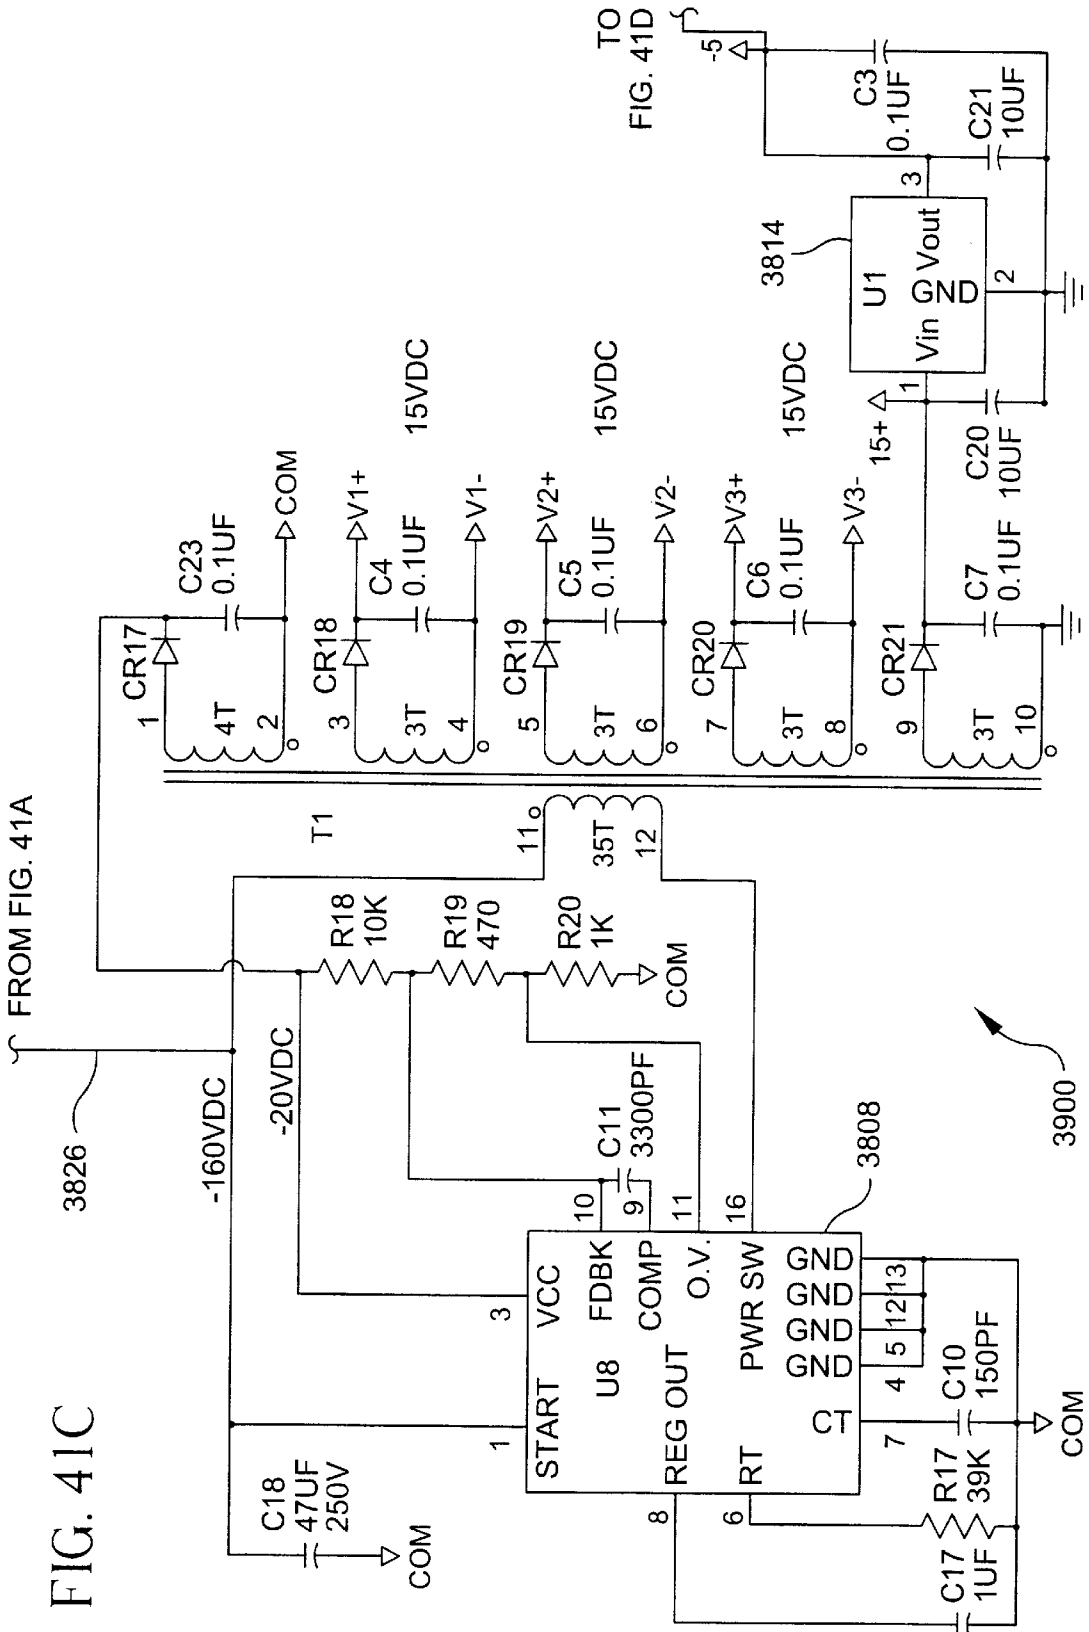 FIG. 41C
FROM FIG. 41A
3826
-160VDC
-20VDC
C18
47UF
250V
COM
R18
10K
R19
470
R20
1K
COM
T1
11
35T
12
1
4T
2
CR17
C23
0.1UF
COM
3
3T
4
CR18
C4
0.1UF
V1+
V1-
15VDC
5
3T
6
CR19
C5
0.1UF
V2+
V2-
15VDC
7
3T
8
CR20
C6
0.1UF
V3+
V3-
15VDC
9
3T
10
CR21
C7
0.1UF
C20
10UF
15+
1
Vin
U1
GND
Vout
2
3
3814
C21
10UF
C3
0.1UF
-5
TO
FIG. 41D
1
START
3
VCC
U8
FDBK
10
C11
3300PF
COMP
9
O.V.
11
PWR SW
16
REG OUT
8
RT
6
CT
7
GND
GND
GND
GND
4
5
12
13
3808
C10
150PF
R17
39K
C17
1UF
COM
3900